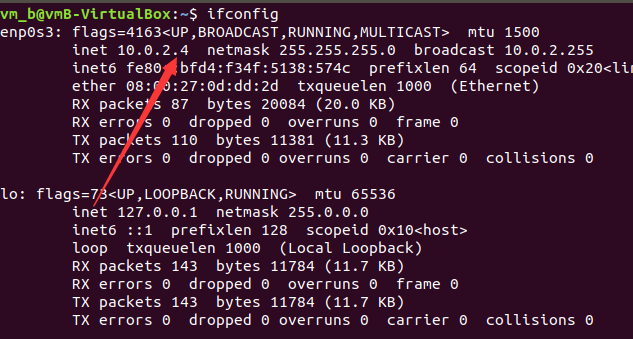 vm_b@vmB-VirtualBox:~$ ifconfig
enp0s3: flags=4163<UP,BROADCAST,RUNNING,MULTICAST>  mtu 1500
        inet 10.0.2.4  netmask 255.255.255.0  broadcast 10.0.2.255
        inet6 bfd4:f34f:5138:574c  prefixlen 64  scopeid 0x20
        ether 08:00:27:0d:dd:2d  txqueuelen 1000  (Ethernet)
        RX packets 87  bytes 20084 (20.0 KB)
        RX errors 0  dropped 0  overruns 0  frame 0
        TX packets 110  bytes 11381 (11.3 KB)
        TX errors 0  dropped 0 overruns 0  carrier 0  collisions 0

lo: flags=73<UP,LOOPBACK,RUNNING>  mtu 65536
        inet 127.0.0.1  netmask 255.0.0.0
        inet6 ::1  prefixlen 128  scopeid 0x10<host>
        loop  txqueuelen 1000  (Local Loopback)
        RX packets 143  bytes 11784 (11.7 KB)
        RX errors 0  dropped 0  overruns 0  frame 0
        TX packets 143  bytes 11784 (11.7 KB)
        TX errors 0  dropped 0 overruns 0  carrier 0  collisions 0